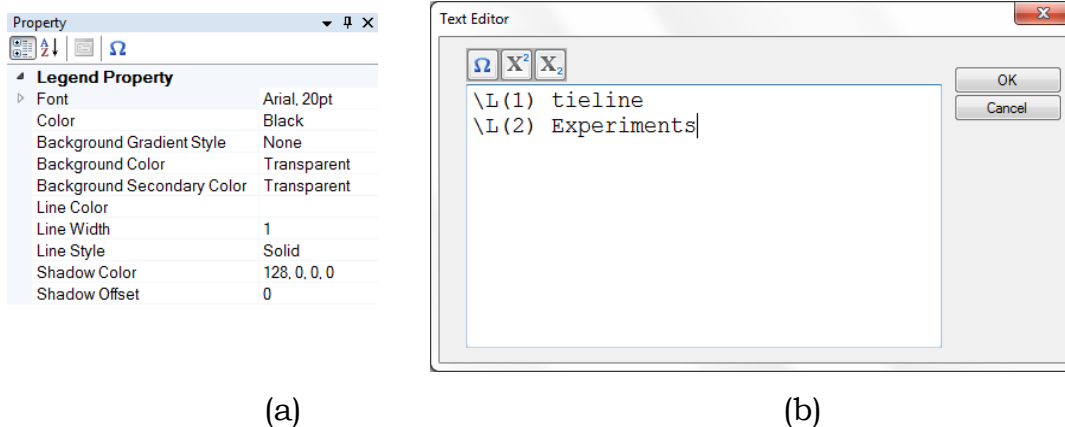 Property
Legend Property
Font Arial, 20pt
Color Black
Background Gradient Style None
Background Color Transparent
Background Secondary Color Transparent
Line Color
Line Width 1
Line Style Solid
Shadow Color 128, 0, 0, 0
Shadow Offset 0
(a)
Text Editor
Ω X² X₂
\L(1) tieline
\L(2) Experiments
OK
Cancel
(b)